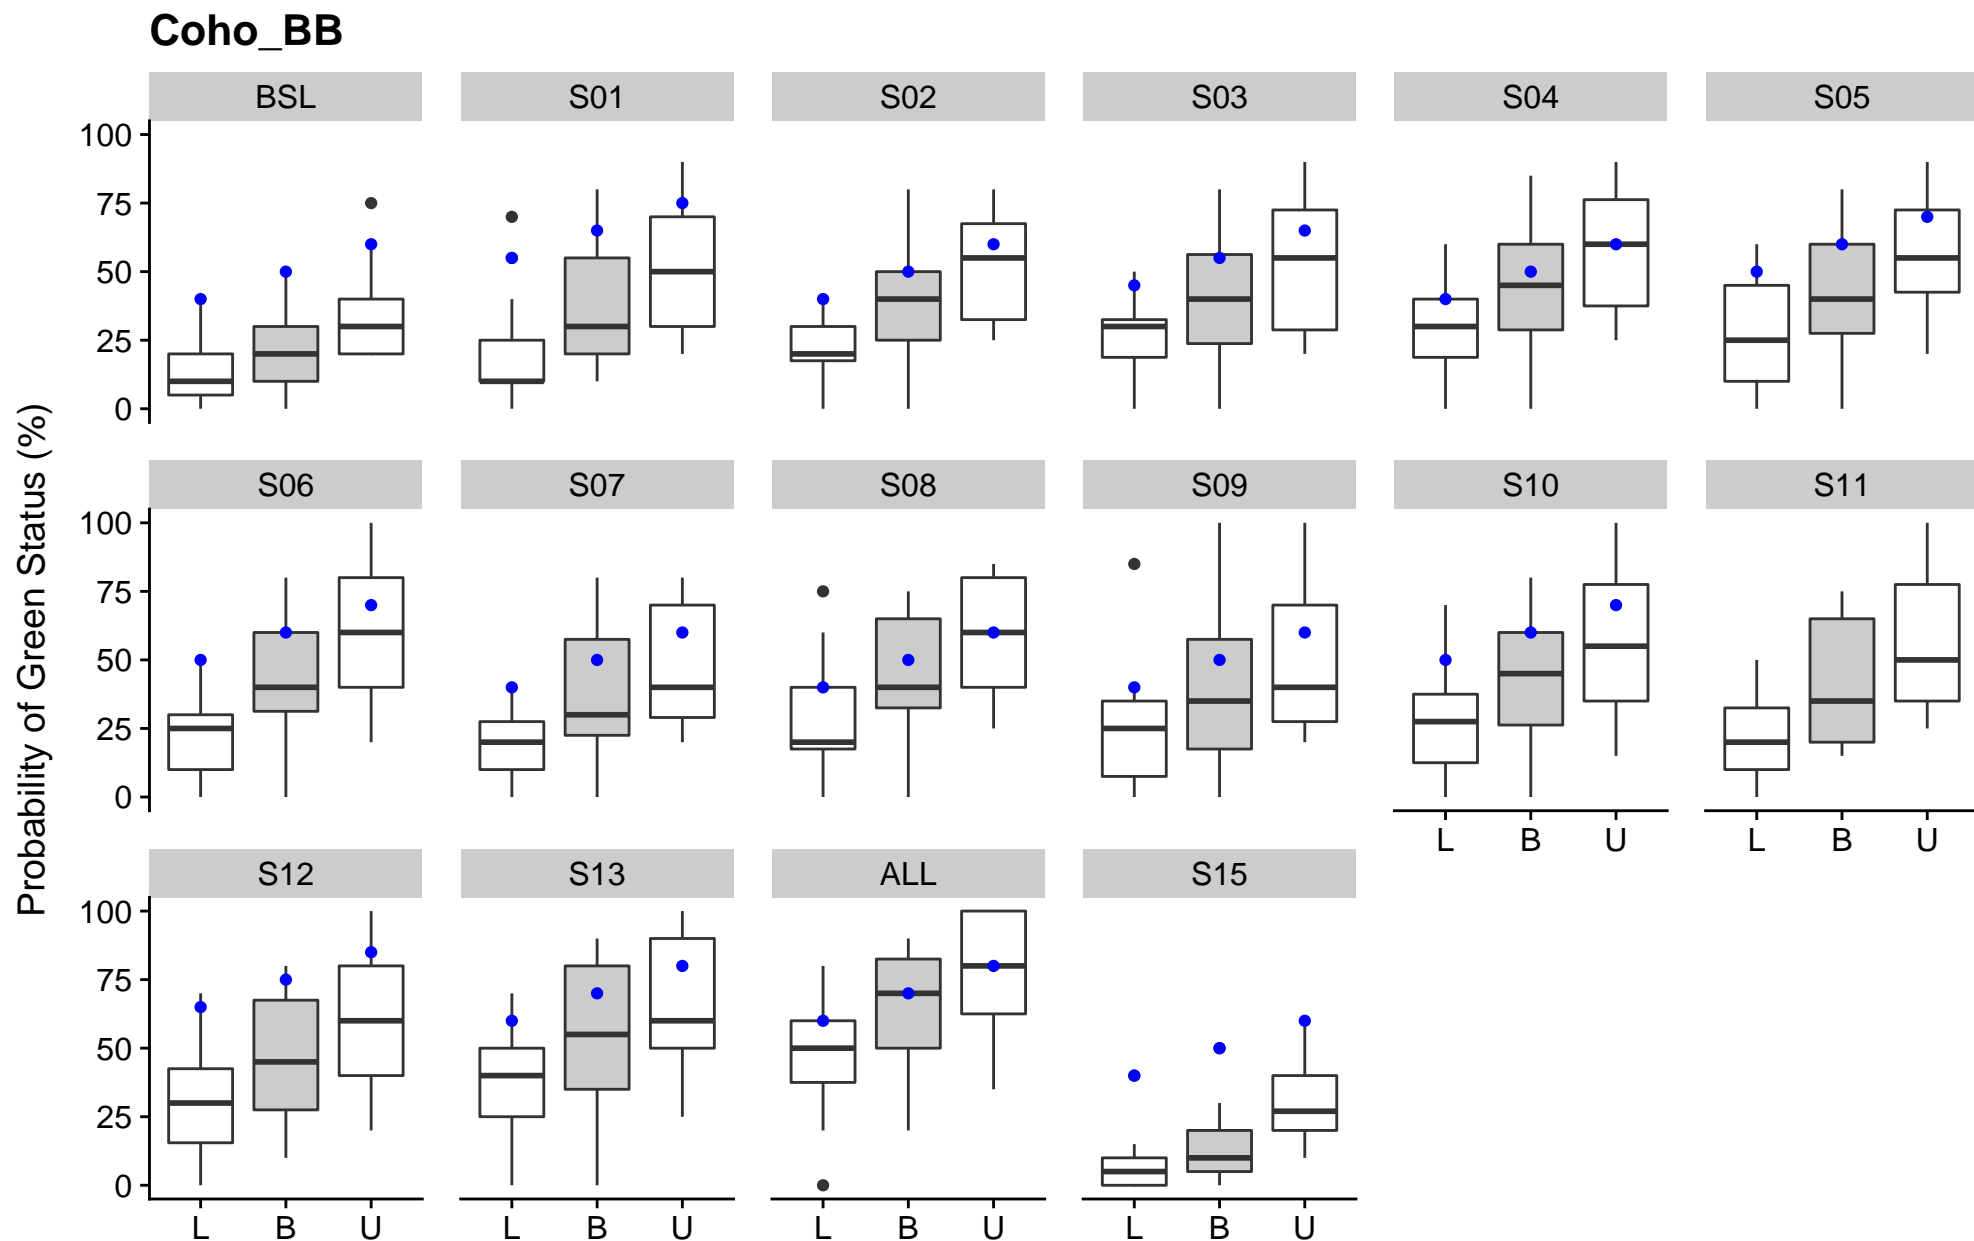 Coho_BB
BSL S01 S02 S03 S04 S05
100
75
50
25
0
Probability of Green Status (%)
S06 S07 S08 S09 S10 S11
100
75
50
25
0
L B U L B U
S12 S13 ALL S15
100
75
50
25
0
L B U L B U L B U L B U